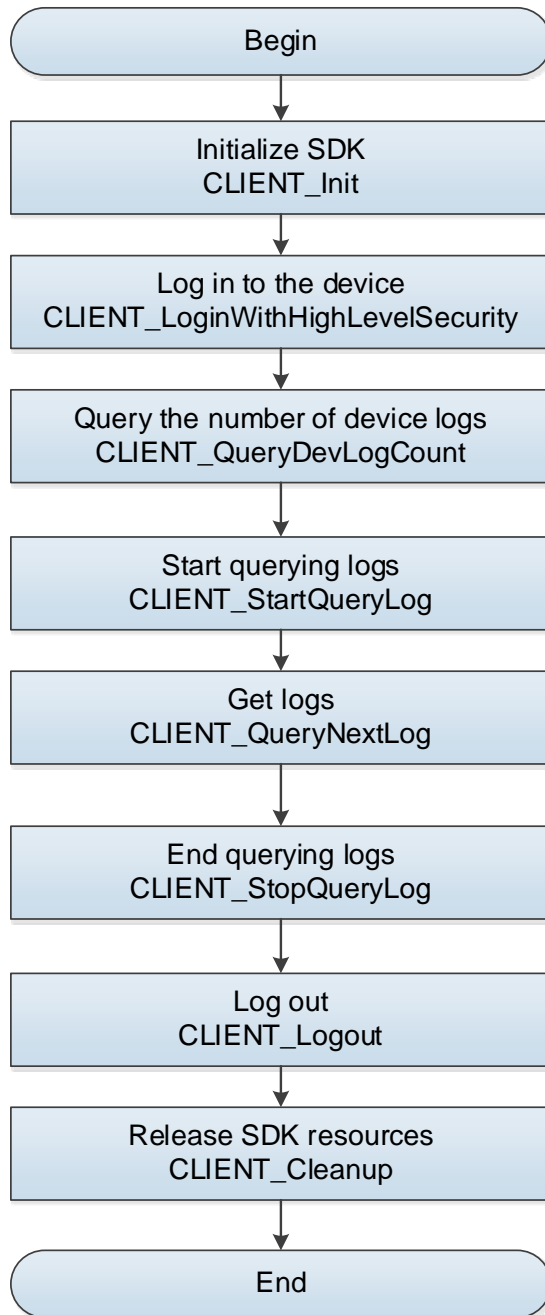 Begin
Initialize SDK
CLIENT_Init
Log in to the device
CLIENT_LoginWithHighLevelSecurity
Query the number of device logs
CLIENT_QueryDevLogCount
Start querying logs
CLIENT_StartQueryLog
Get logs
CLIENT_QueryNextLog
End querying logs
CLIENT_StopQueryLog
Log out
CLIENT_Logout
Release SDK resources
CLIENT_Cleanup
End